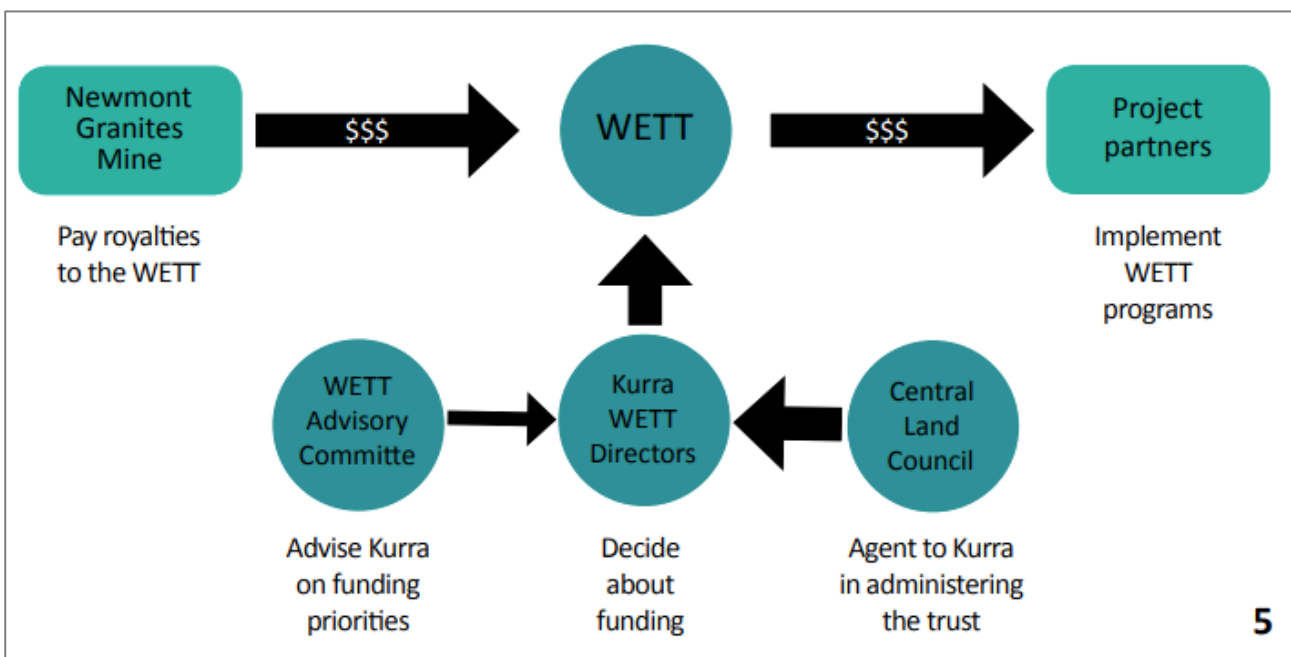 Newmont
Granites
Mine
$$$
WETT
$$$
Project
partners
Pay royalties
to the WETT
Implement
WETT
programs
WETT
Advisory
Committe
Kurra
WETT
Directors
Central
Land
Council
Advise Kurra
on funding
priorities
Decide
about
funding
Agent to Kurra
in administering
the trust
5